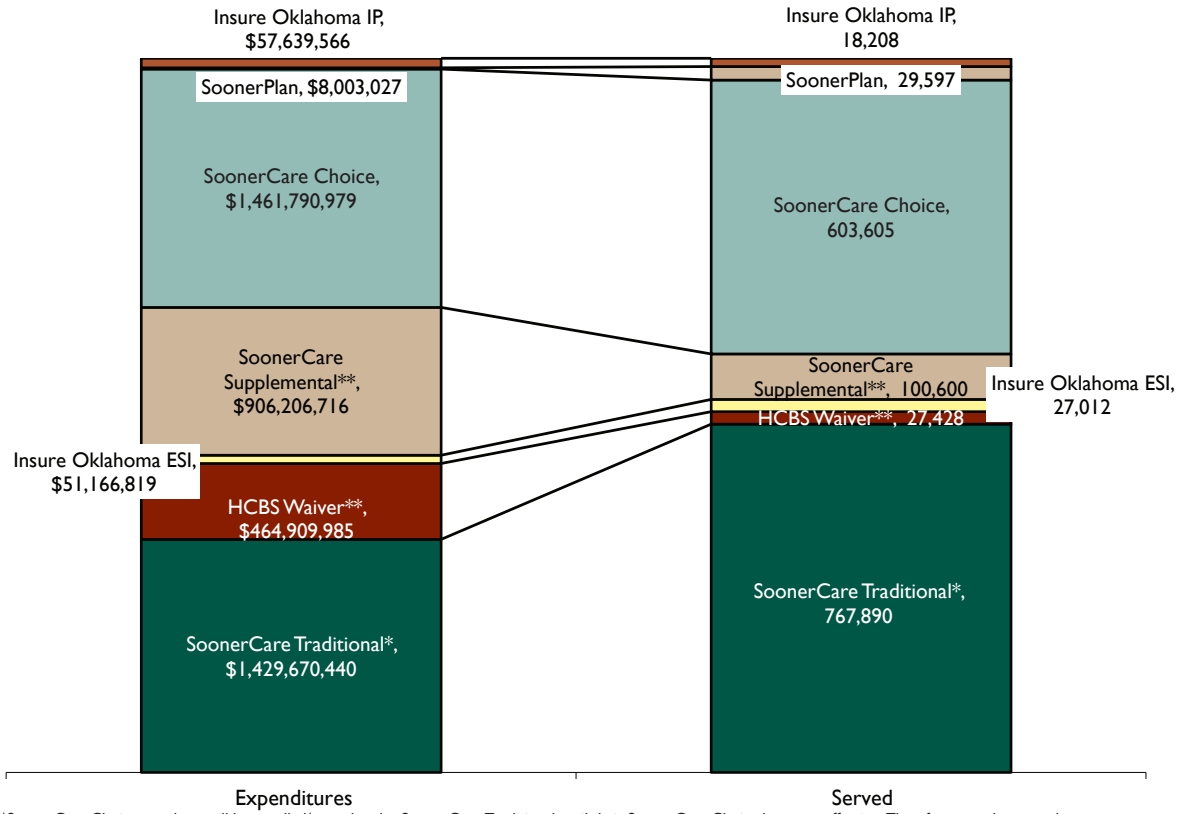 Insure Oklahoma IP,
$57,639,566
SoonerPlan, $8,003,027
SoonerCare Choice,
$1,461,790,979
SoonerCare
Supplemental**,
$906,206,716
Insure Oklahoma ESI,
$51,166,819
HCBS Waiver**,
$464,909,985
SoonerCare Traditional*,
$1,429,670,440
Expenditures
Insure Oklahoma IP,
18,208
SoonerPlan, 29,597
SoonerCare Choice,
603,605
SoonerCare
Supplemental**, 100,600
Insure Oklahoma ESI,
27,012
HCBS Waiver**, 27,428
SoonerCare Traditional*,
767,890
Served